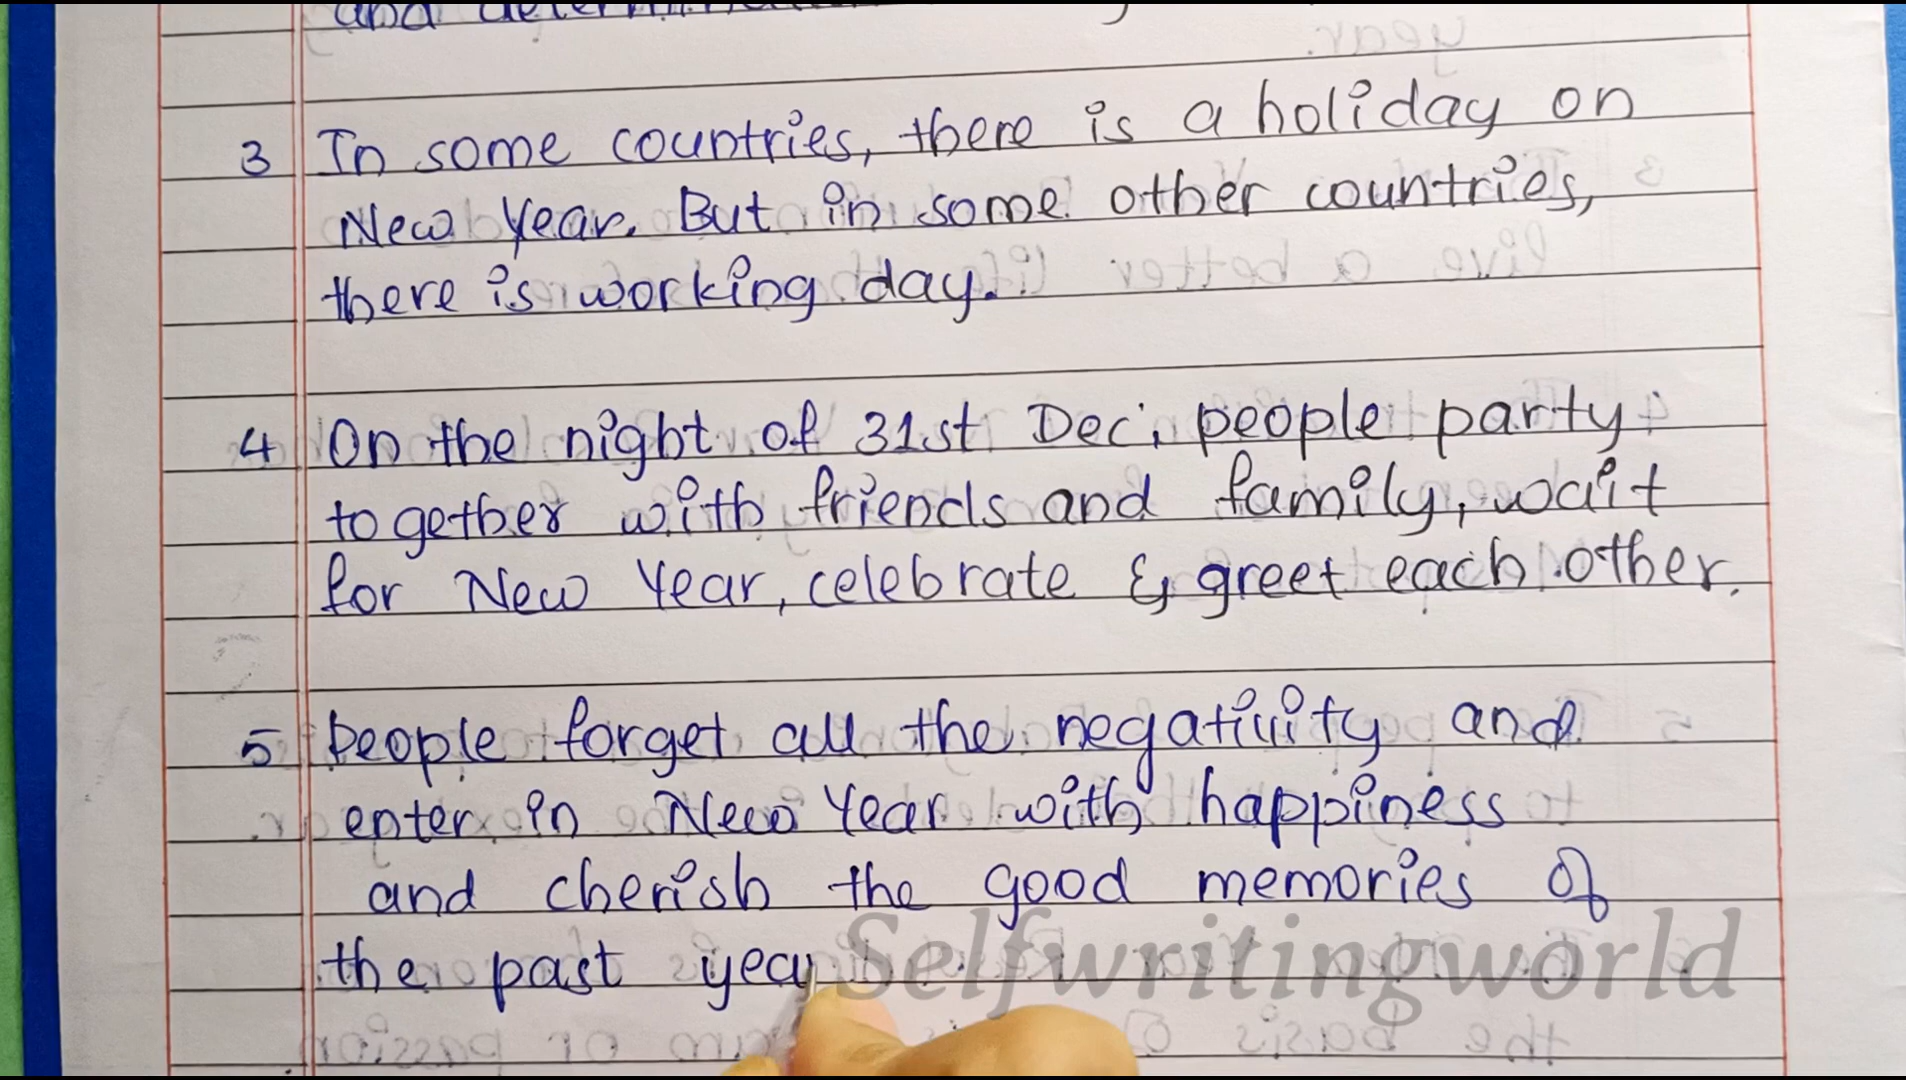 and
3 In some countries, there is a holiday on
New Year. But in some other countries,
there is working day.
4 On the night of 31st Dec, people party
together with friends and family, wait
for New Year, celebrate & greet each other.
5 People forget all the negativity and
enter in New Year with happiness
and cherish the good memories of
the past year
Selfwritingworld